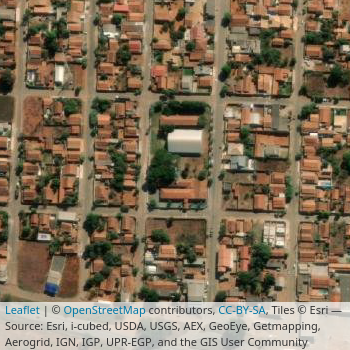 Leaflet | © OpenStreetMap contributors, CC-BY-SA, Tiles © Esri —
Source: Esri, i-cubed, USDA, USGS, AEX, GeoEye, Getmapping,
Aerogrid, IGN, IGP, UPR-EGP, and the GIS User Community